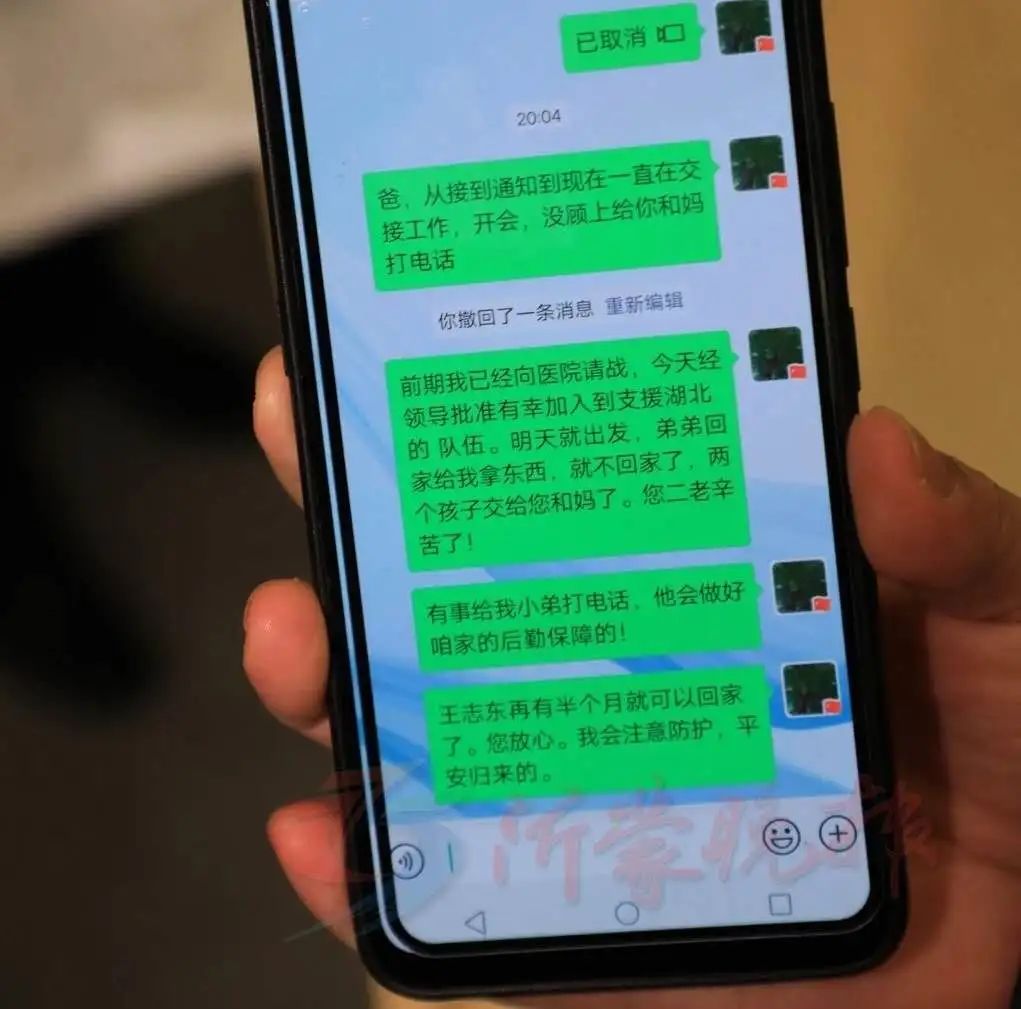 已取消
20:04
爸，从接到通知到现在一直在交
接工作，开会，没顾上给你和妈
打电话
你撤回了一条消息 重新编辑
前期我已经向医院请战，今天经
领导批准有幸加入到支援湖北
的 队伍。明天就出发，弟弟回
家给我拿东西，就不回家了，两
个孩子交给您和妈了。您二老辛
苦了！
有事给我小弟打电话，他会做好
咱家的后勤保障的！
王志东再有半个月就可以回家
了。您放心。我会注意防护，平
安归来的。
沂蒙晚报